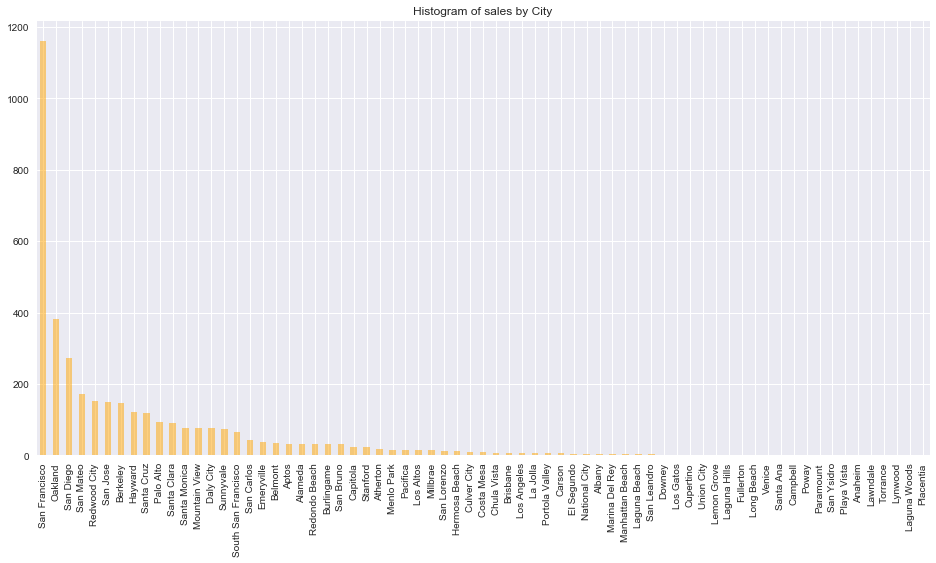 Histogram of sales by City
1200
1000
800
600
400
200
0
San Francisco
Oakland
San Diego
San Mateo
Redwood City
San Jose
Berkeley
Hayward
Santa Cruz
Palo Alto
Santa Clara
Santa Monica
Mountain View
Daly City
Sunnyvale
South San Francisco
San Carlos
Emeryville
Belmont
Aptos
Alameda
Redondo Beach
Burlingame
San Bruno
Capitola
Stanford
Atherton
Menlo Park
Pacifica
Los Altos
Millbrae
San Lorenzo
Hermosa Beach
Culver City
Costa Mesa
Chula Vista
Brisbane
Los Angeles
La Jolla
Portola Valley
Carson
El Segundo
National City
Albany
Marina Del Rey
Manhattan Beach
Laguna Beach
San Leandro
Downey
Los Gatos
Cupertino
Union City
Lemon Grove
Laguna Hills
Fullerton
Long Beach
Venice
Santa Ana
Campbell
Poway
Paramount
San Ysidro
Playa Vista
Anaheim
Lawndale
Torrance
Lynwood
Laguna Woods
Placentia